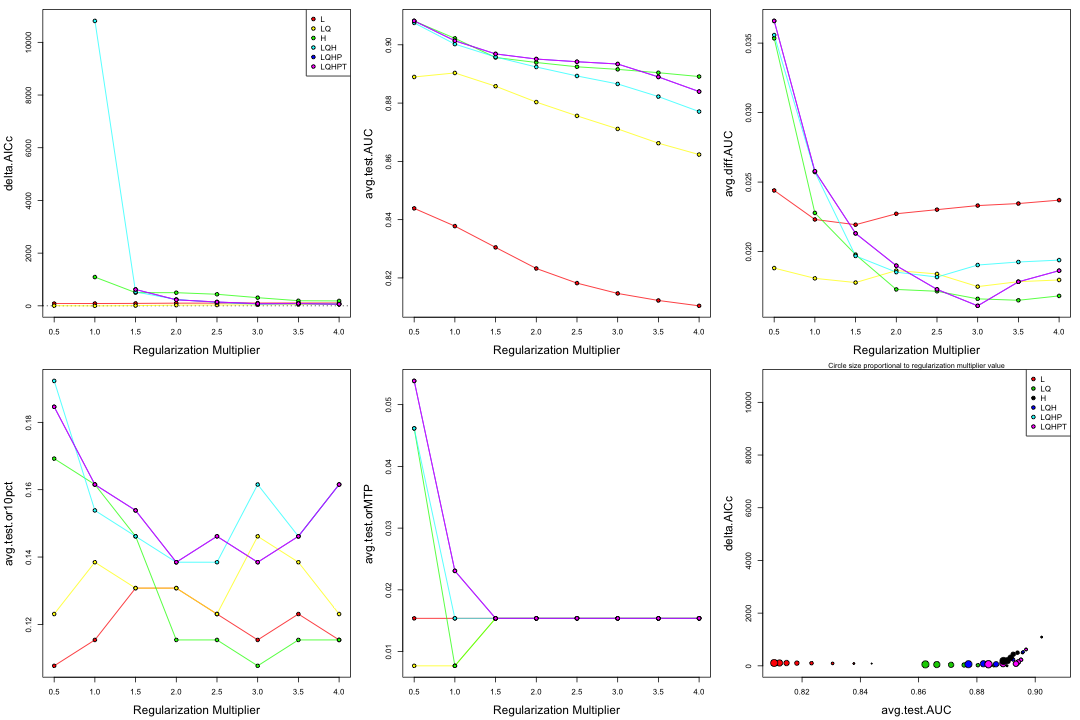 L
LQ
H
LQH
LQHP
LQHPT
delta.AICc
0 2000 4000 6000 8000 10000
0.5 1.0 1.5 2.0 2.5 3.0 3.5 4.0
Regularization Multiplier
avg.test.AUC
0.82 0.84 0.86 0.88 0.90
0.5 1.0 1.5 2.0 2.5 3.0 3.5 4.0
Regularization Multiplier
avg.diff.AUC
0.020 0.025 0.030 0.035
0.5 1.0 1.5 2.0 2.5 3.0 3.5 4.0
Regularization Multiplier
avg.test.or10pct
0.12 0.14 0.16 0.18
0.5 1.0 1.5 2.0 2.5 3.0 3.5 4.0
Regularization Multiplier
avg.test.orMTP
0.01 0.02 0.03 0.04 0.05
0.5 1.0 1.5 2.0 2.5 3.0 3.5 4.0
Regularization Multiplier
Circle size proportional to regularization multiplier value
L
LQ
H
LQH
LQHP
LQHPT
delta.AICc
0 2000 4000 6000 8000 10000
0.82 0.84 0.86 0.88 0.90
avg.test.AUC